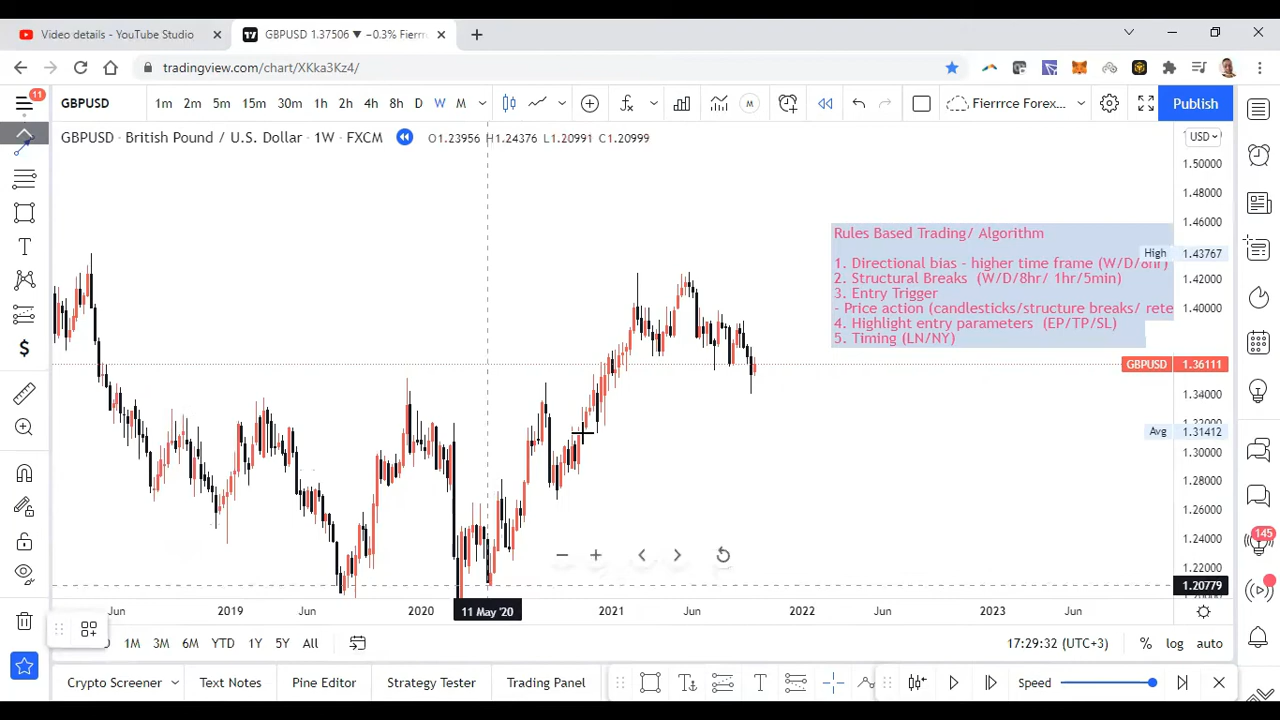 Video details - YouTube Studio
GBPUSD 1.37506 ▼ −0.3% Fierr
tradingview.com/chart/XKka3Kz4/
11
GBPUSD
1m 2m 5m 15m 30m 1h 2h 4h 8h D W M
M
Fierrrce Forex...
Publish
GBPUSD · British Pound / U.S. Dollar · 1W · FXCM
O1.23956 H1.24376 L1.20991 C1.20999
USD
1.50000
1.48000
1.46000
Rules Based Trading/ Algorithm
High 1.43767
1. Directional bias - higher time frame (W/D/8hr)
2. Structural Breaks (W/D/8hr/ 1hr/5min)
1.42000
3. Entry Trigger
- Price action (candlesticks/structure breaks/ rete
1.40000
4. Highlight entry parameters (EP/TP/SL)
5. Timing (LN/NY)
GBPUSD 1.36111
1.34000
Avg 1.31412
1.30000
1.28000
1.26000
1.24000
1.22000
1.20779
145
Jun 2019 Jun 2020 11 May '20 2021 Jun 2022 Jun 2023 Jun
1M 3M 6M YTD 1Y 5Y All
17:29:32 (UTC+3)
% log auto
Crypto Screener Text Notes Pine Editor Strategy Tester Trading Panel
Speed